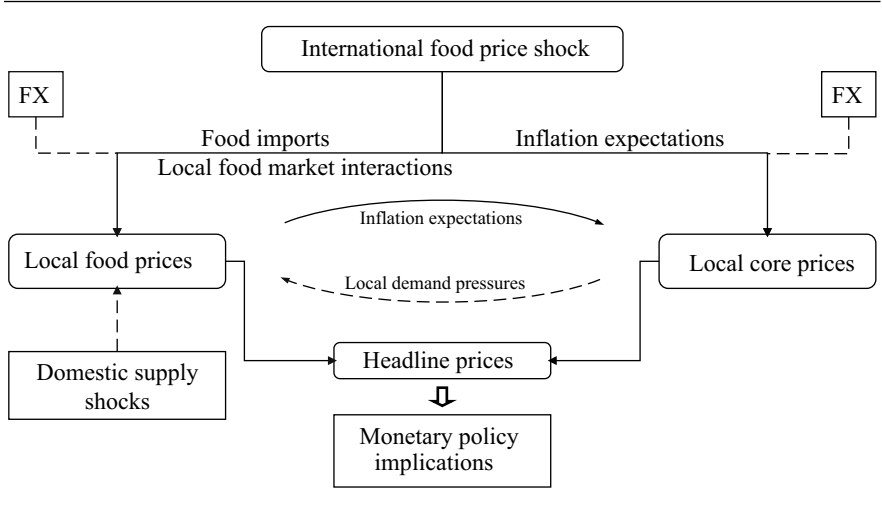 International food price shock
FX
FX
Food imports
Inflation expectations
Local food market interactions
Inflation expectations
Local food prices
Local core prices
Local demand pressures
Headline prices
Domestic supply
shocks
Monetary policy
implications